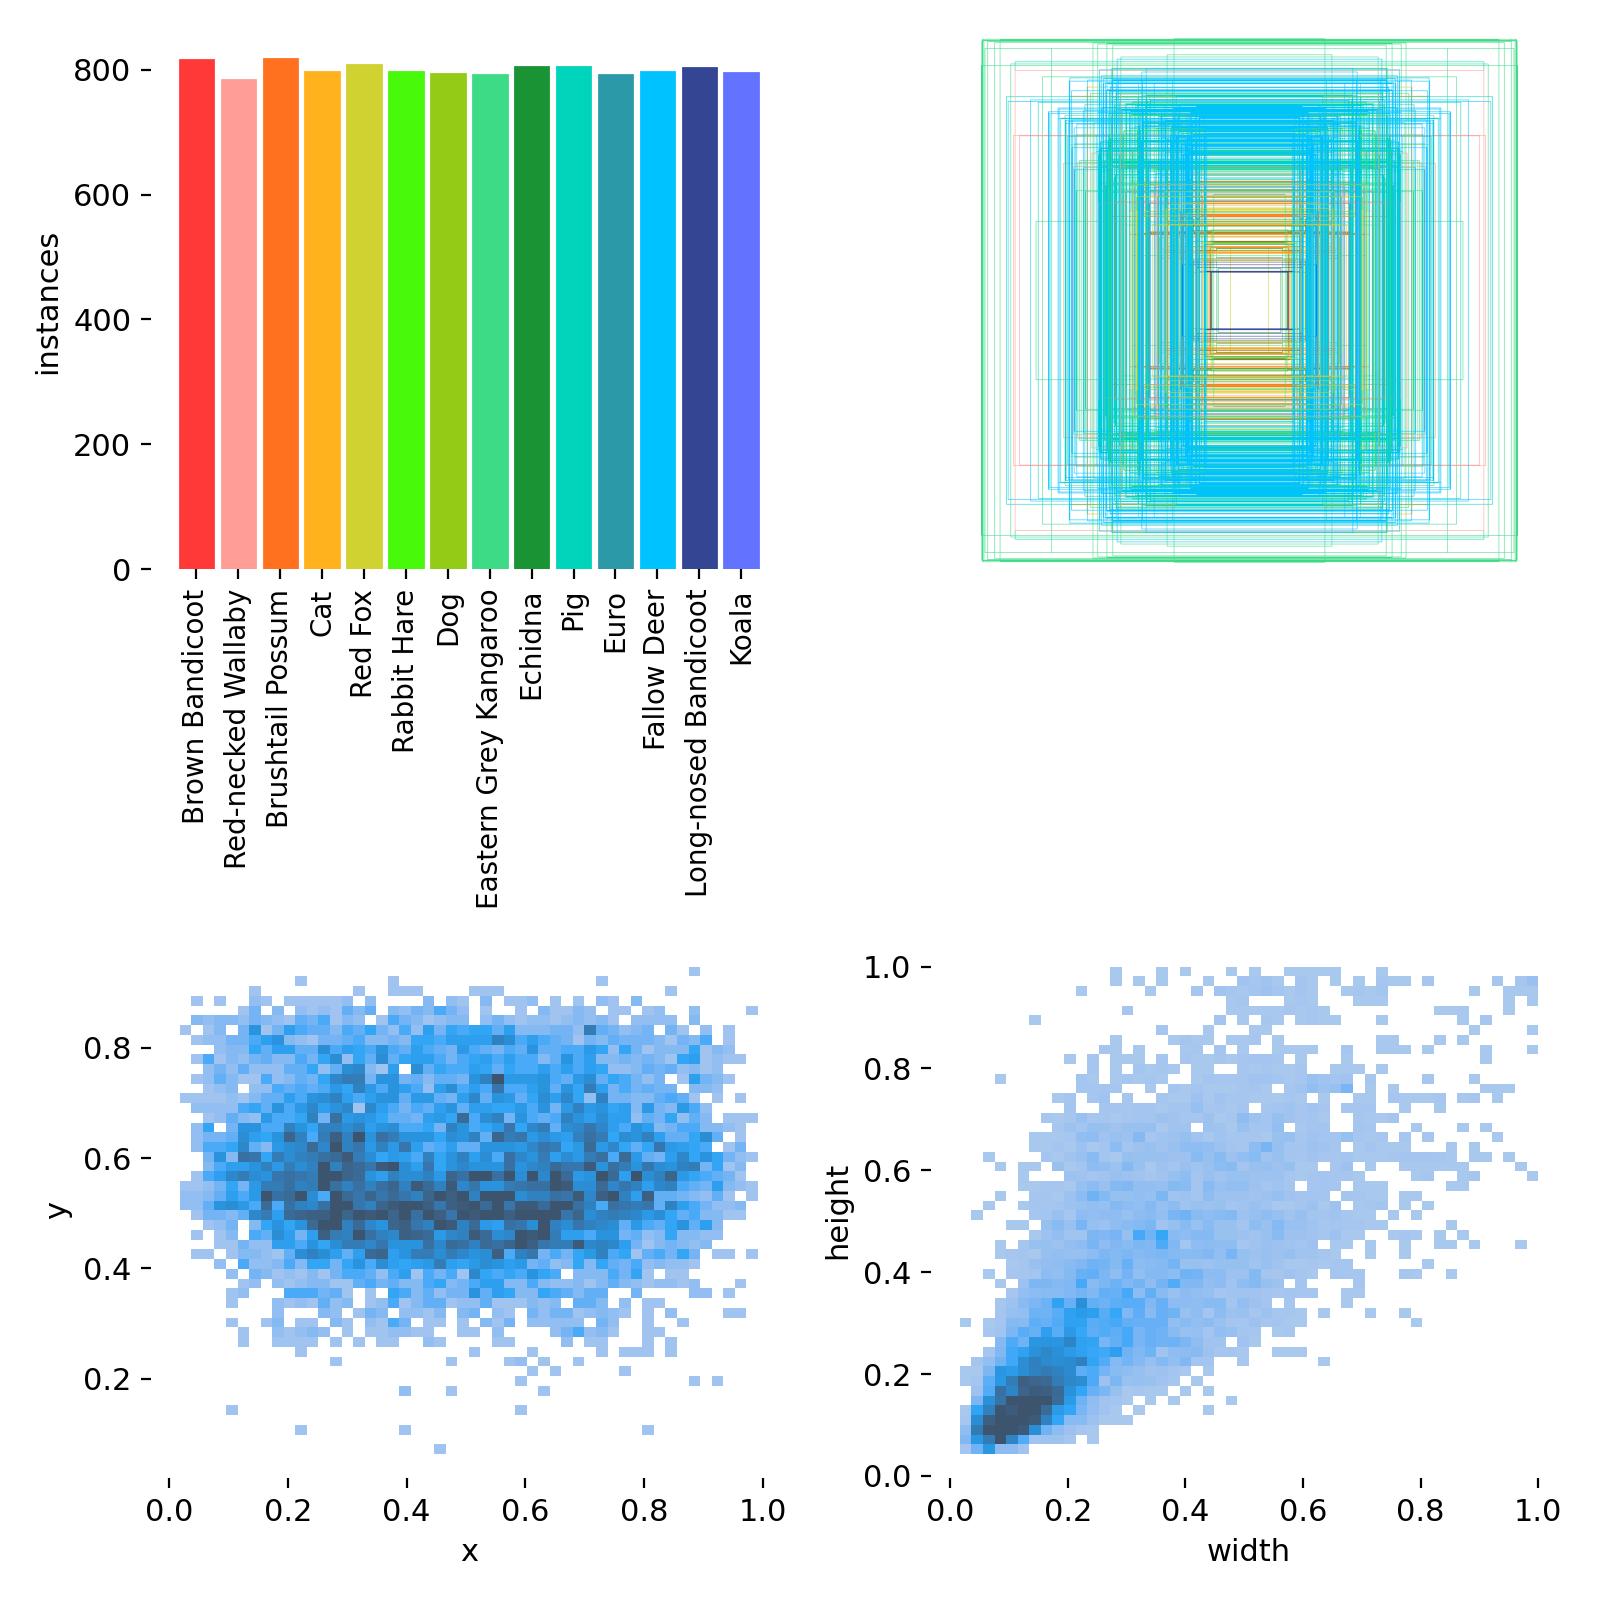 800
600
400
200
0
instances
Brown Bandicoot
Red-necked Wallaby
Brushtail Possum
Cat
Red Fox
Rabbit Hare
Dog
Eastern Grey Kangaroo
Echidna
Pig
Euro
Fallow Deer
Long-nosed Bandicoot
Koala
0.8
0.6
0.4
0.2
y
0.0 0.2 0.4 0.6 0.8 1.0
x
1.0
0.8
0.6
0.4
0.2
0.0
height
0.0 0.2 0.4 0.6 0.8 1.0
width